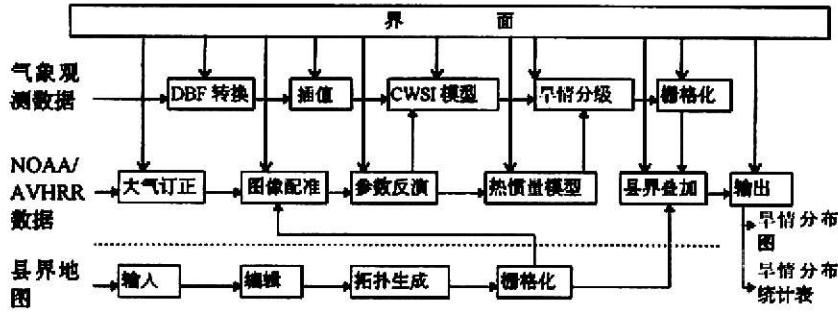 界 面
气象观
测数据
DBF 转换
插值
CWSI 模型
旱情分级
栅格化
NOAA/
AVHRR
数据
大气订正
图像配准
参数反演
热惯量模型
县界叠加
输出
旱情分布
图
旱情分布
统计表
县界地
图
输入
编辑
拓扑生成
栅格化